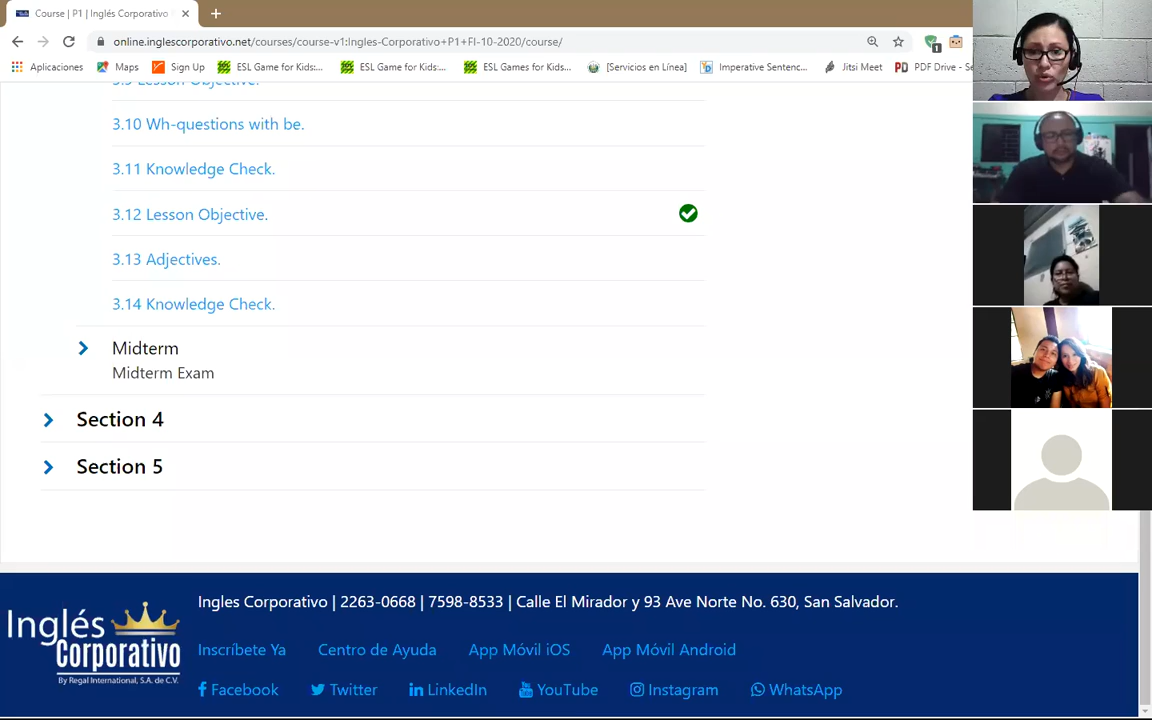 Course | P1 | Inglés Corporativo
online.inglescorporativo.net/courses/course-v1:Ingles-Corporativo+P1+FI-10-2020/course/
Aplicaciones Maps Sign Up ESL Game for Kids:... ESL Game for Kids:... ESL Games for Kids:... [Servicios en Línea] Imperative Sentenc... Jitsi Meet PDF Drive - Se
3.9 Lesson Objective.
3.10 Wh-questions with be.
3.11 Knowledge Check.
3.12 Lesson Objective.
3.13 Adjectives.
3.14 Knowledge Check.
Midterm
Midterm Exam
Section 4
Section 5
Inglés
Corporativo
By Regal International, S.A. de C.V.
Ingles Corporativo | 2263-0668 | 7598-8533 | Calle El Mirador y 93 Ave Norte No. 630, San Salvador.
Inscríbete Ya Centro de Ayuda App Móvil iOS App Móvil Android
Facebook Twitter LinkedIn YouTube Instagram WhatsApp